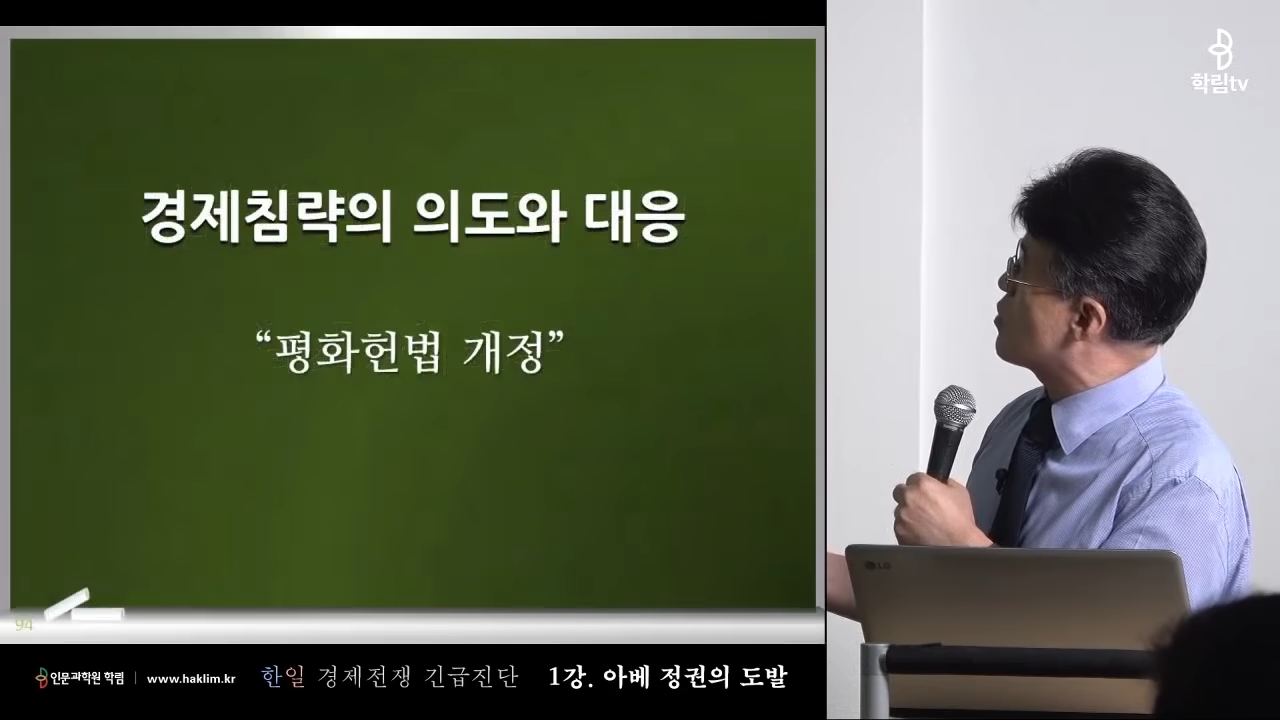 학림tv
경제침략의 의도와 대응
“평화헌법 개정”
94
LG
인문과학원 학림 | www.haklim.kr 한일 경제전쟁 긴급진단 1강. 아베 정권의 도발